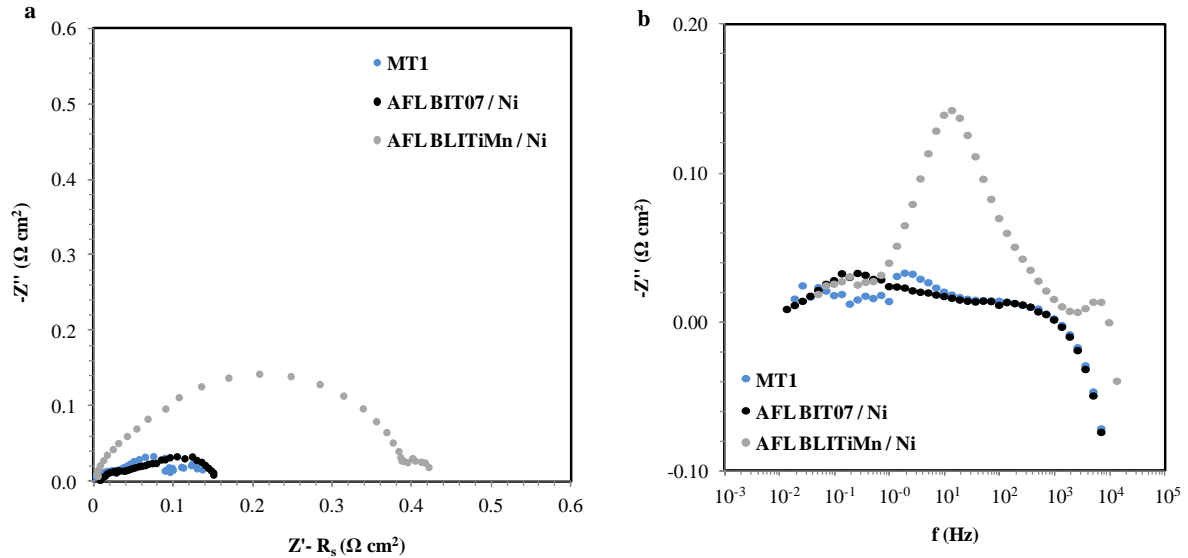 a
0.6
0.5
0.4
0.3
0.2
0.1
0.0
-Z'' (Ω cm²)
MT1
AFL BIT07 / Ni
AFL BLITiMn / Ni
0 0.1 0.2 0.3 0.4 0.5 0.6
Z'- Rₛ (Ω cm²)
b
0.20
0.10
0.00
-0.10
-Z'' (Ω cm²)
MT1
AFL BIT07 / Ni
AFL BLITiMn / Ni
10⁻³ 10⁻² 10⁻¹ 10⁻⁰ 10¹ 10² 10³ 10⁴ 10⁵
f (Hz)